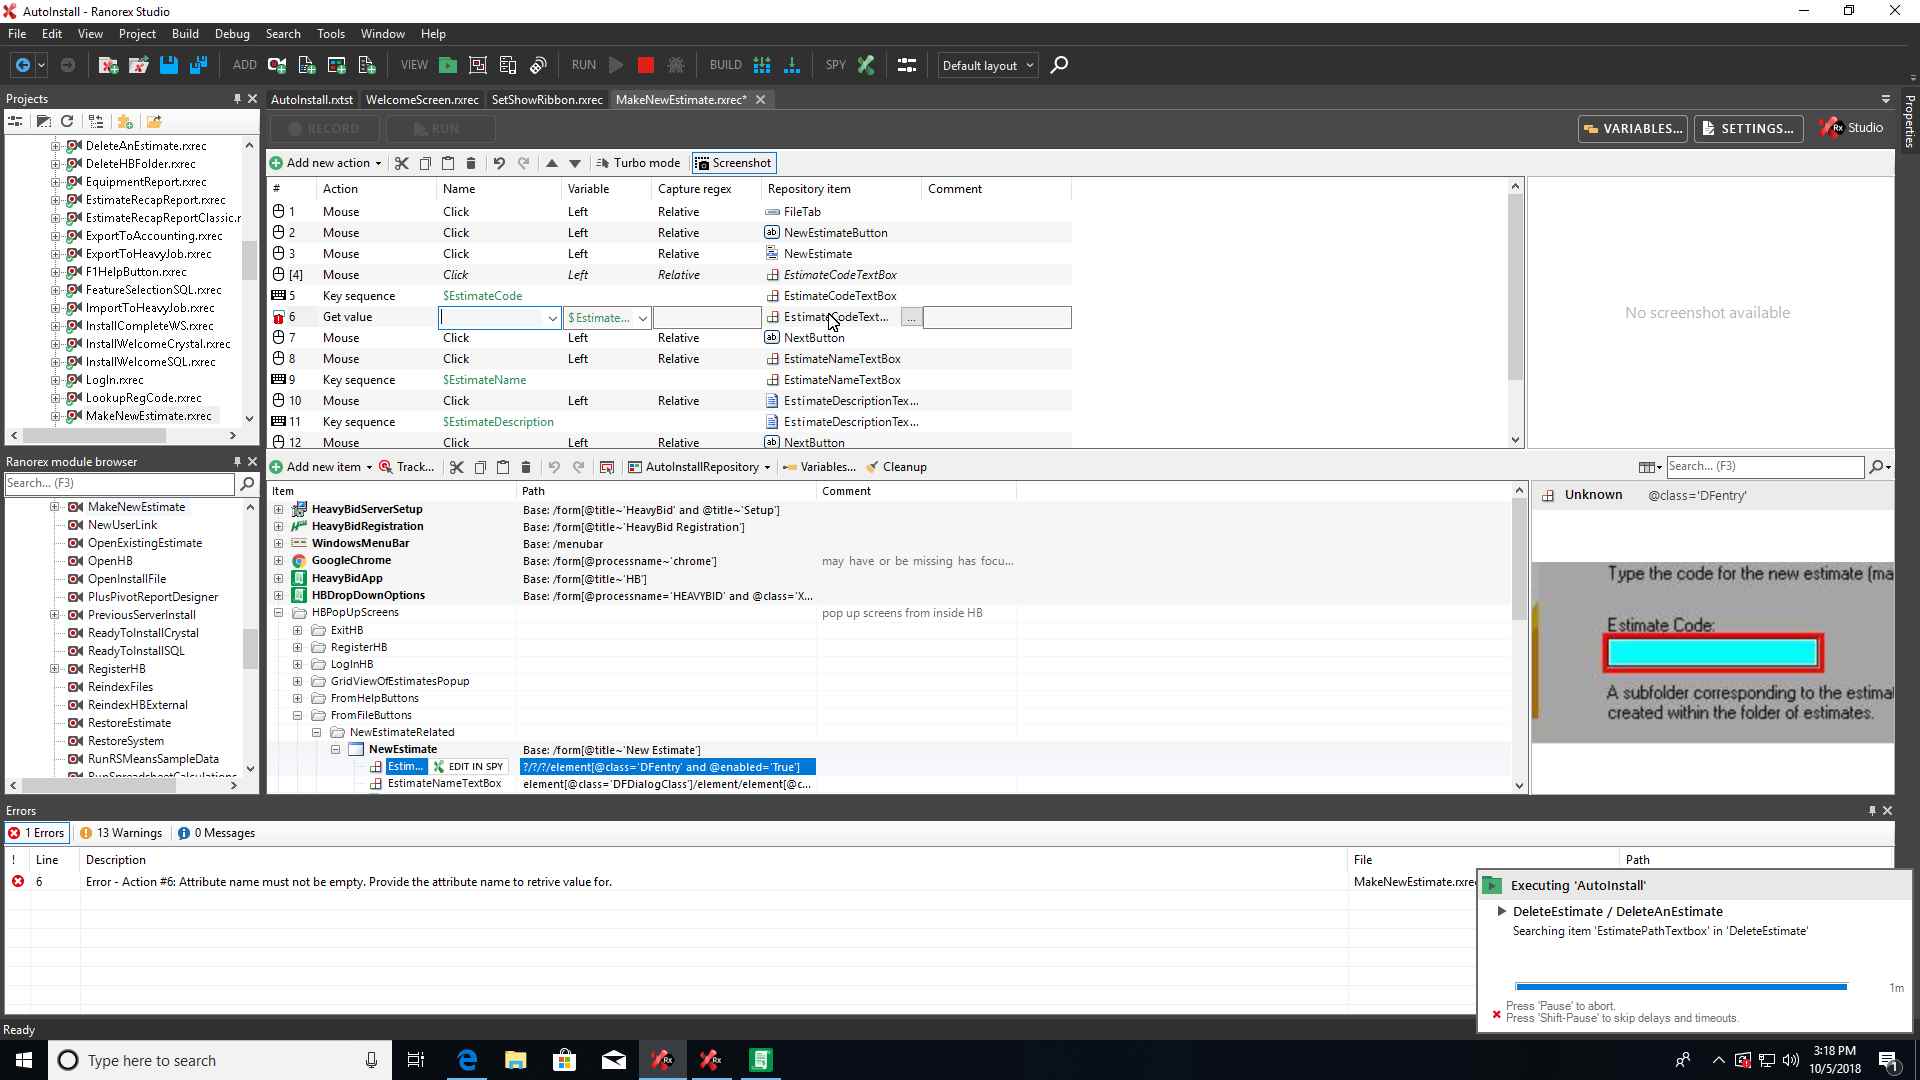 AutoInstall - Ranorex Studio
File Edit View Project Build Debug Search Tools Window Help
ADD VIEW RUN BUILD SPY Default layout
Projects
AutoInstall.rxtst WelcomeScreen.rxrec SetShowRibbon.rxrec MakeNewEstimate.rxrec*
Properties
RECORD RUN VARIABLES... SETTINGS... Rx Studio
DeleteAnEstimate.rxrec
DeleteHBFolder.rxrec
EquipmentReport.rxrec
EstimateRecapReport.rxrec
EstimateRecapReportClassic.r
ExportToAccounting.rxrec
ExportToHeavyJob.rxrec
F1HelpButton.rxrec
FeatureSelectionSQL.rxrec
ImportToHeavyJob.rxrec
InstallCompleteWS.rxrec
InstallWelcomeCrystal.rxrec
InstallWelcomeSQL.rxrec
LogIn.rxrec
LookupRegCode.rxrec
MakeNewEstimate.rxrec
Add new action Turbo mode Screenshot
# Action Name Variable Capture regex Repository item Comment
1 Mouse Click Left Relative FileTab
2 Mouse Click Left Relative NewEstimateButton
3 Mouse Click Left Relative NewEstimate
[4] Mouse Click Left Relative EstimateCodeTextBox
5 Key sequence $EstimateCode EstimateCodeTextBox
6 Get value $Estimate... EstimateCodeText... ...
7 Mouse Click Left Relative NextButton
8 Mouse Click Left Relative EstimateNameTextBox
9 Key sequence $EstimateName EstimateNameTextBox
10 Mouse Click Left Relative EstimateDescriptionTex...
11 Key sequence $EstimateDescription EstimateDescriptionTex...
12 Mouse Click Left Relative NextButton
No screenshot available
Ranorex module browser
Search... (F3)
MakeNewEstimate
NewUserLink
OpenExistingEstimate
OpenHB
OpenInstallFile
PlusPivotReportDesigner
PreviousServerInstall
ReadyToInstallCrystal
ReadyToInstallSQL
RegisterHB
ReindexFiles
ReindexHBExternal
RestoreEstimate
RestoreSystem
RunRSMeansSampleData
RunSpreadsheetCalculations
Add new item Track... AutoInstallRepository Variables... Cleanup Search... (F3)
Item Path Comment
HeavyBidServerSetup Base: /form[@title~'HeavyBid' and @title~'Setup']
HeavyBidRegistration Base: /form[@title~'HeavyBid Registration']
WindowsMenuBar Base: /menubar
GoogleChrome Base: /form[@processname~'chrome'] may have or be missing has focu...
HeavyBidApp Base: /form[@title~'HB']
HBDropDownOptions Base: /form[@processname='HEAVYBID' and @class='X...
HBPopUpScreens pop up screens from inside HB
ExitHB
RegisterHB
LogInHB
GridViewOfEstimatesPopup
FromHelpButtons
FromFileButtons
NewEstimateRelated
NewEstimate Base: /form[@title~'New Estimate']
Estim... EDIT IN SPY ?/?/?/element[@class='DFentry' and @enabled='True']
EstimateNameTextBox element[@class='DFDialogClass']/element/element[@c...
Unknown @class='DFentry'
Type the code for the new estimate (ma
Estimate Code:
A subfolder corresponding to the estima
created within the folder of estimates.
Errors
1 Errors 13 Warnings 0 Messages
! Line Description File Path
6 Error - Action #6: Attribute name must not be empty. Provide the attribute name to retrive value for. MakeNewEstimate.rxrec
Executing 'AutoInstall'
DeleteEstimate / DeleteAnEstimate
Searching item 'EstimatePathTextbox' in 'DeleteEstimate'
1m
Press 'Pause' to abort.
Press 'Shift-Pause' to skip delays and timeouts.
Ready
Type here to search
3:18 PM
10/5/2018
1